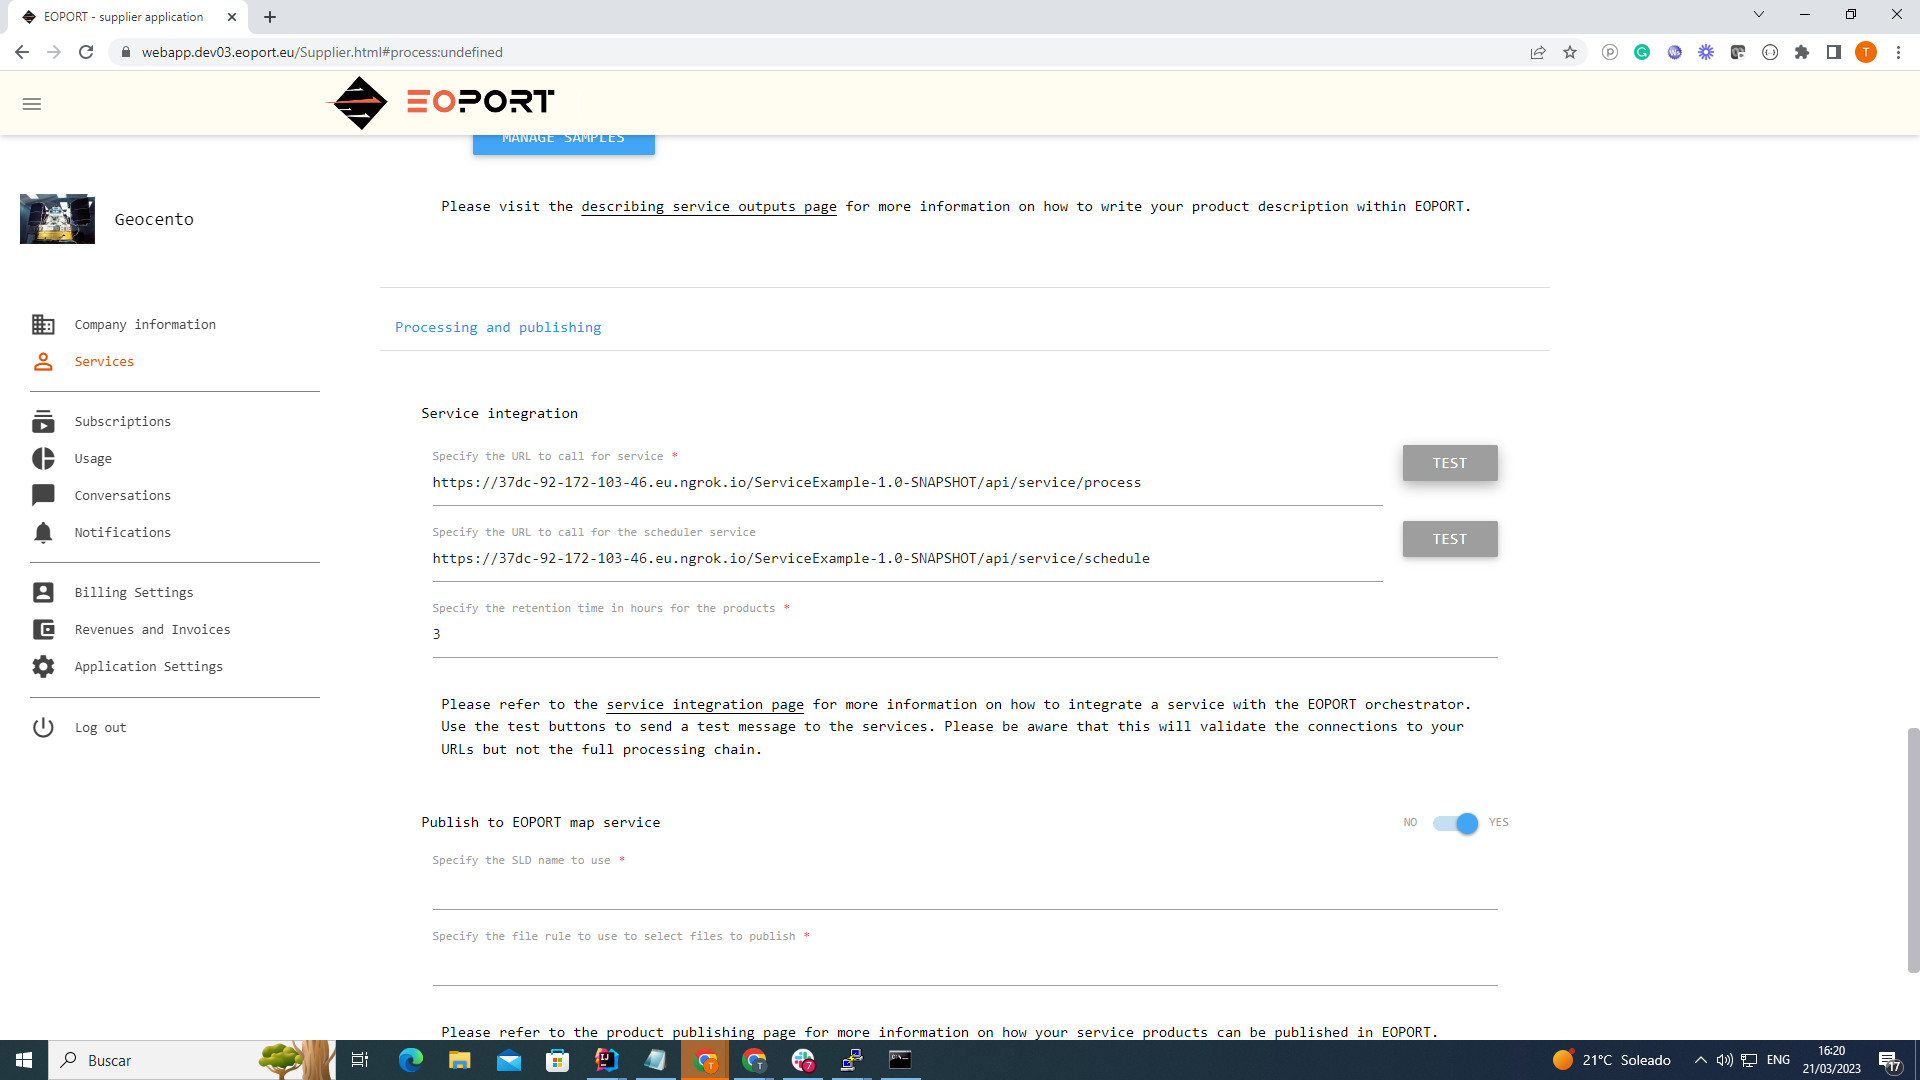 EOPORT - supplier application
webapp.dev03.eoport.eu/Supplier.html#process:undefined
T
EOPORT
MANAGE SAMPLES
Geocento
Please visit the describing service outputs page for more information on how to write your product description within EOPORT.
Company information
Processing and publishing
Services
Service integration
Subscriptions
Specify the URL to call for service *
TEST
Usage
https://37dc-92-172-103-46.eu.ngrok.io/ServiceExample-1.0-SNAPSHOT/api/service/process
Conversations
Specify the URL to call for the scheduler service
TEST
Notifications
https://37dc-92-172-103-46.eu.ngrok.io/ServiceExample-1.0-SNAPSHOT/api/service/schedule
Billing Settings
Specify the retention time in hours for the products *
Revenues and Invoices
3
Application Settings
Please refer to the service integration page for more information on how to integrate a service with the EOPORT orchestrator.
Log out
Use the test buttons to send a test message to the services. Please be aware that this will validate the connections to your
URLs but not the full processing chain.
Publish to EOPORT map service
NO YES
Specify the SLD name to use *
Specify the file rule to use to select files to publish *
Please refer to the product publishing page for more information on how your service products can be published in EOPORT.
Buscar
T
T
7
21°C Soleado
ENG
16:20
21/03/2023
17